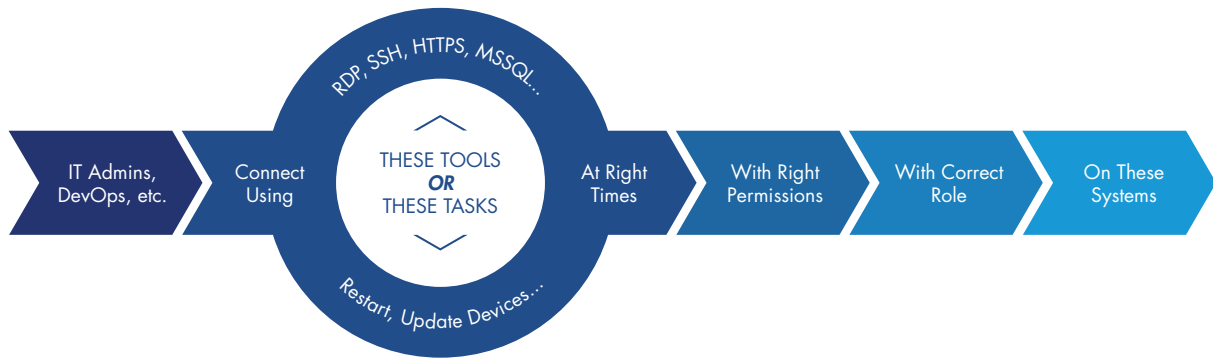 IT Admins,
DevOps, etc.
Connect
Using
RDP, SSH, HTTPS, MSSQL...
THESE TOOLS
OR
THESE TASKS
Restart, Update Devices...
At Right
Times
With Right
Permissions
With Correct
Role
On These
Systems